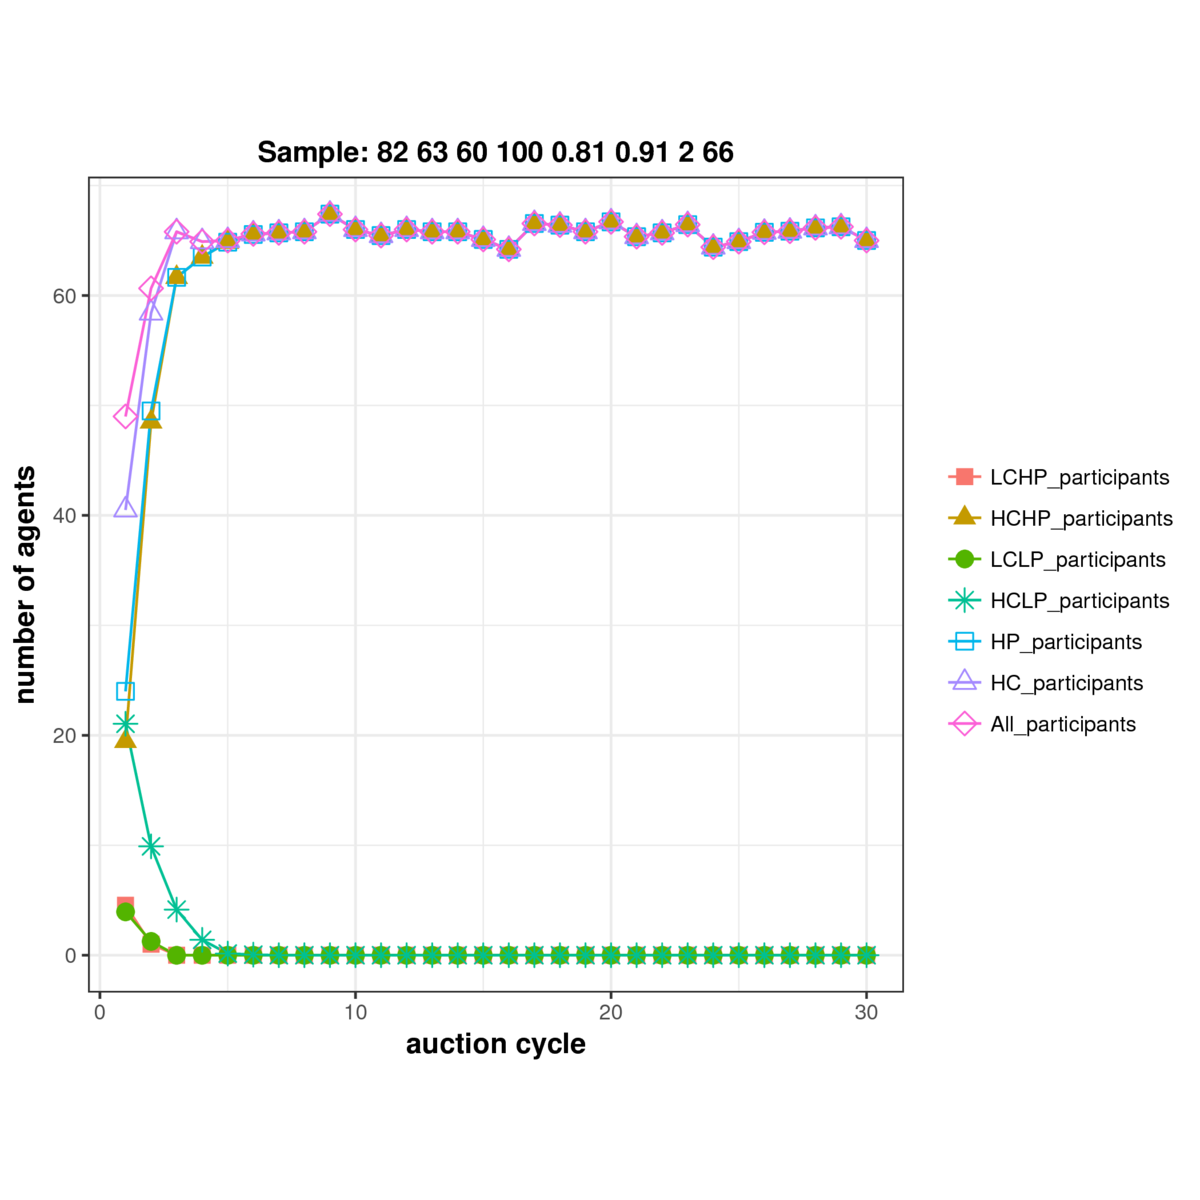 Sample: 82 63 60 100 0.81 0.91 2 66
number of agents
60
40
20
0
0 10 20 30
auction cycle
LCHP_participants
HCHP_participants
LCLP_participants
HCLP_participants
HP_participants
HC_participants
All_participants